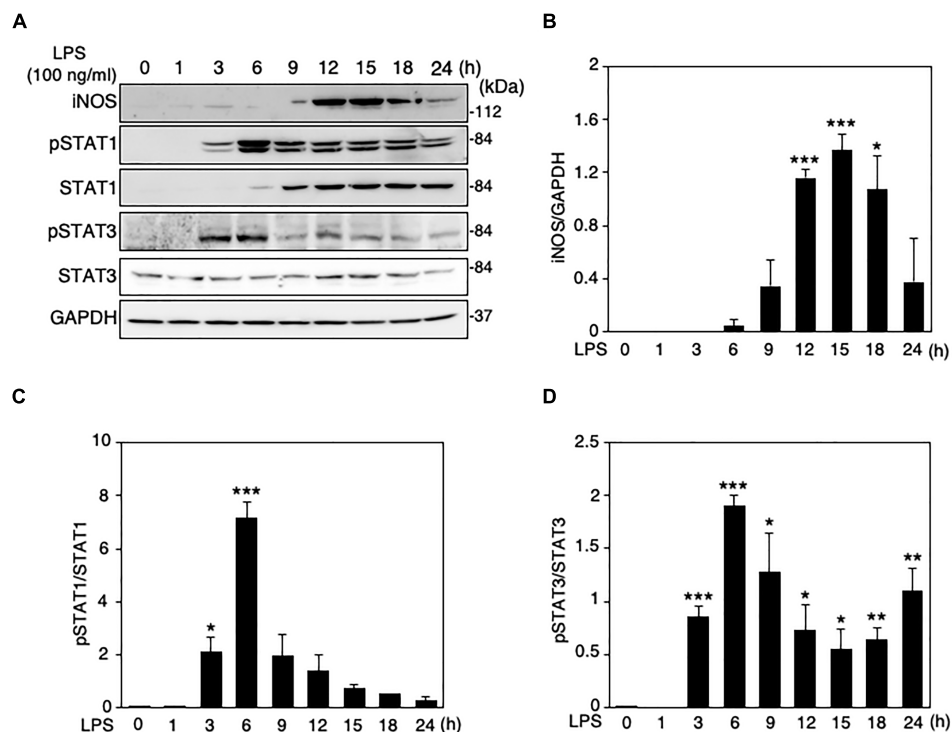 A
LPS
(100 ng/ml)
0 1 3 6 9 12 15 18 24 (h)
(kDa)
iNOS
-112
pSTAT1
-84
STAT1
-84
pSTAT3
-84
STAT3
-84
GAPDH
-37
B
2
1.6
1.2
0.8
0.4
0
iNOS/GAPDH
*** *** *
LPS 0 1 3 6 9 12 15 18 24 (h)
C
10
8
6
4
2
0
pSTAT1/STAT1
* ***
LPS 0 1 3 6 9 12 15 18 24 (h)
D
2.5
2
1.5
1
0.5
0
pSTAT3/STAT3
*** *** * * * ** **
LPS 0 1 3 6 9 12 15 18 24 (h)